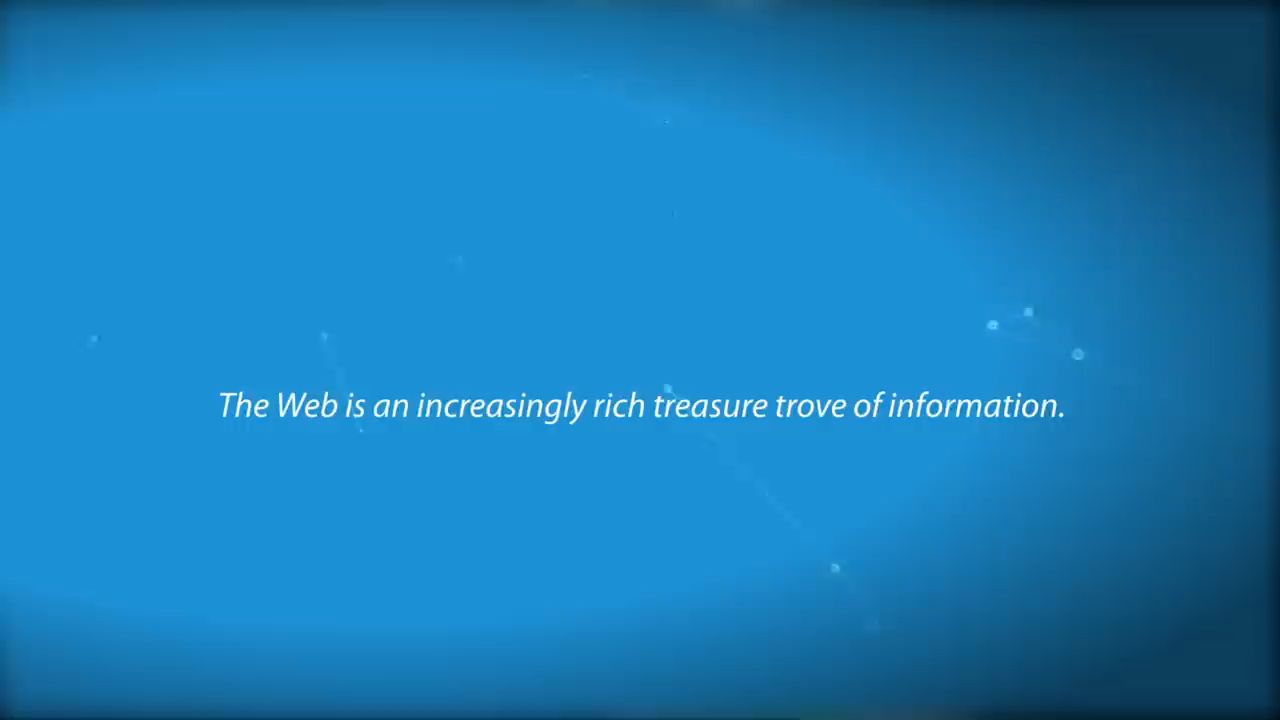 The Web is an increasingly rich treasure trove of information.